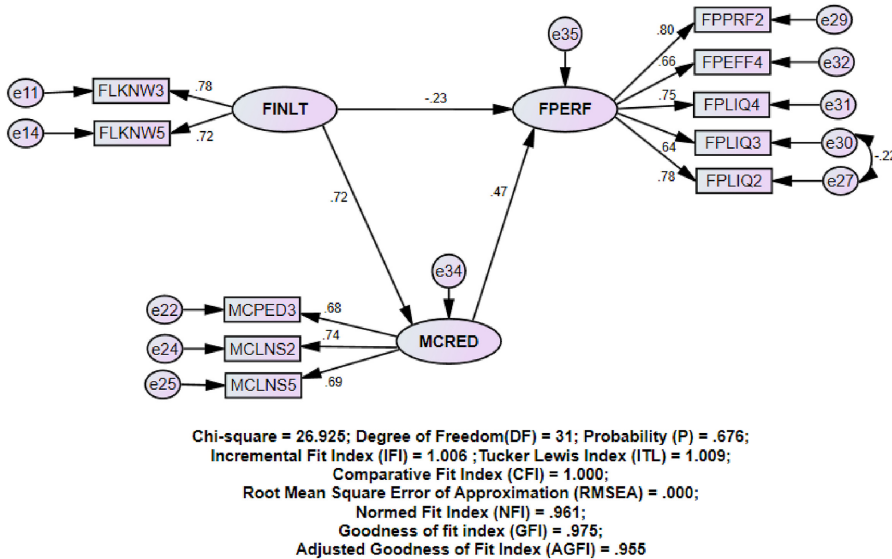 e35
.80
FPPRF2
e29
e11
FLKNW3
.78
FINLT
-.23
FPERF
.66
FPEFF4
e32
e14
FLKNW5
.72
.75
FPLIQ4
e31
.64
FPLIQ3
e30
-.22
.78
FPLIQ2
e27
.72
.47
e34
e22
MCPED3
.68
e24
MCLNS2
.74
MCRED
e25
MCLNS5
.69
Chi-square = 26.925; Degree of Freedom(DF) = 31; Probability (P) = .676;
Incremental Fit Index (IFI) = 1.006 ;Tucker Lewis Index (ITL) = 1.009;
Comparative Fit Index (CFI) = 1.000;
Root Mean Square Error of Approximation (RMSEA) = .000;
Normed Fit Index (NFI) = .961;
Goodness of fit index (GFI) = .975;
Adjusted Goodness of Fit Index (AGFI) = .955